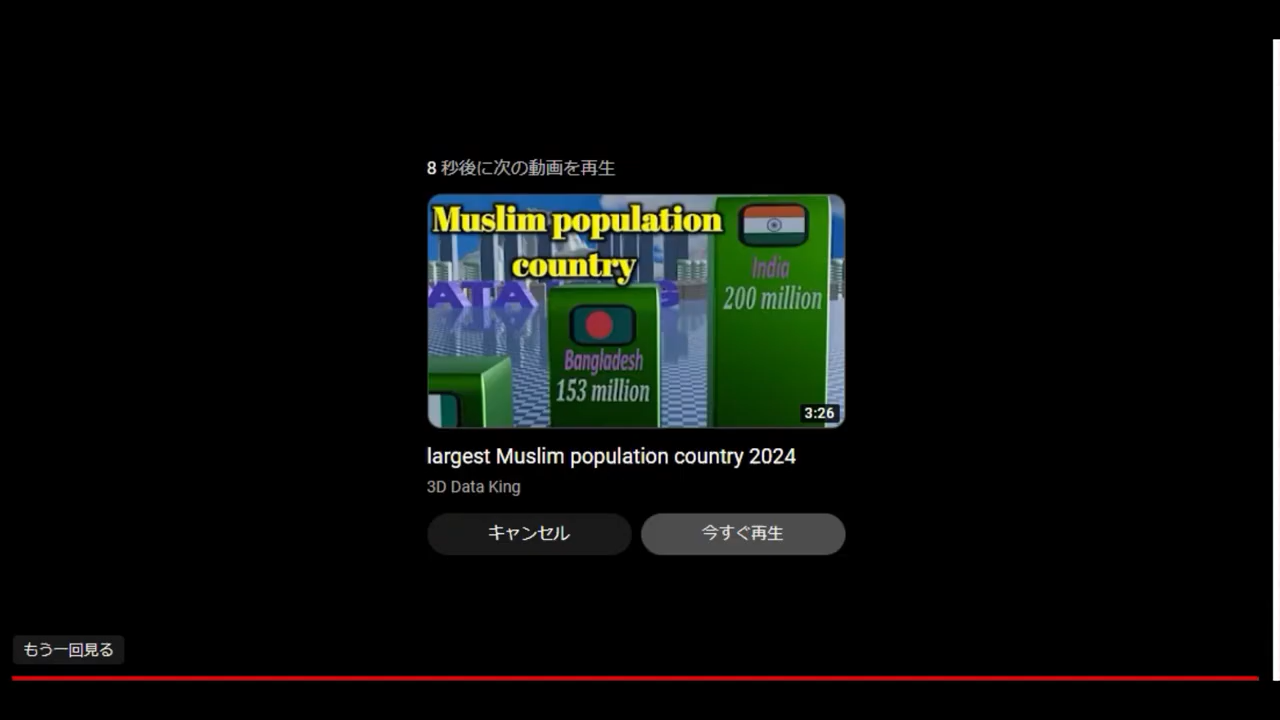 8 秒後に次の動画を再生
Muslim population
country
India
200 million
Bangladesh
153 million
3:26
largest Muslim population country 2024
3D Data King
キャンセル
今すぐ再生
もう一回見る